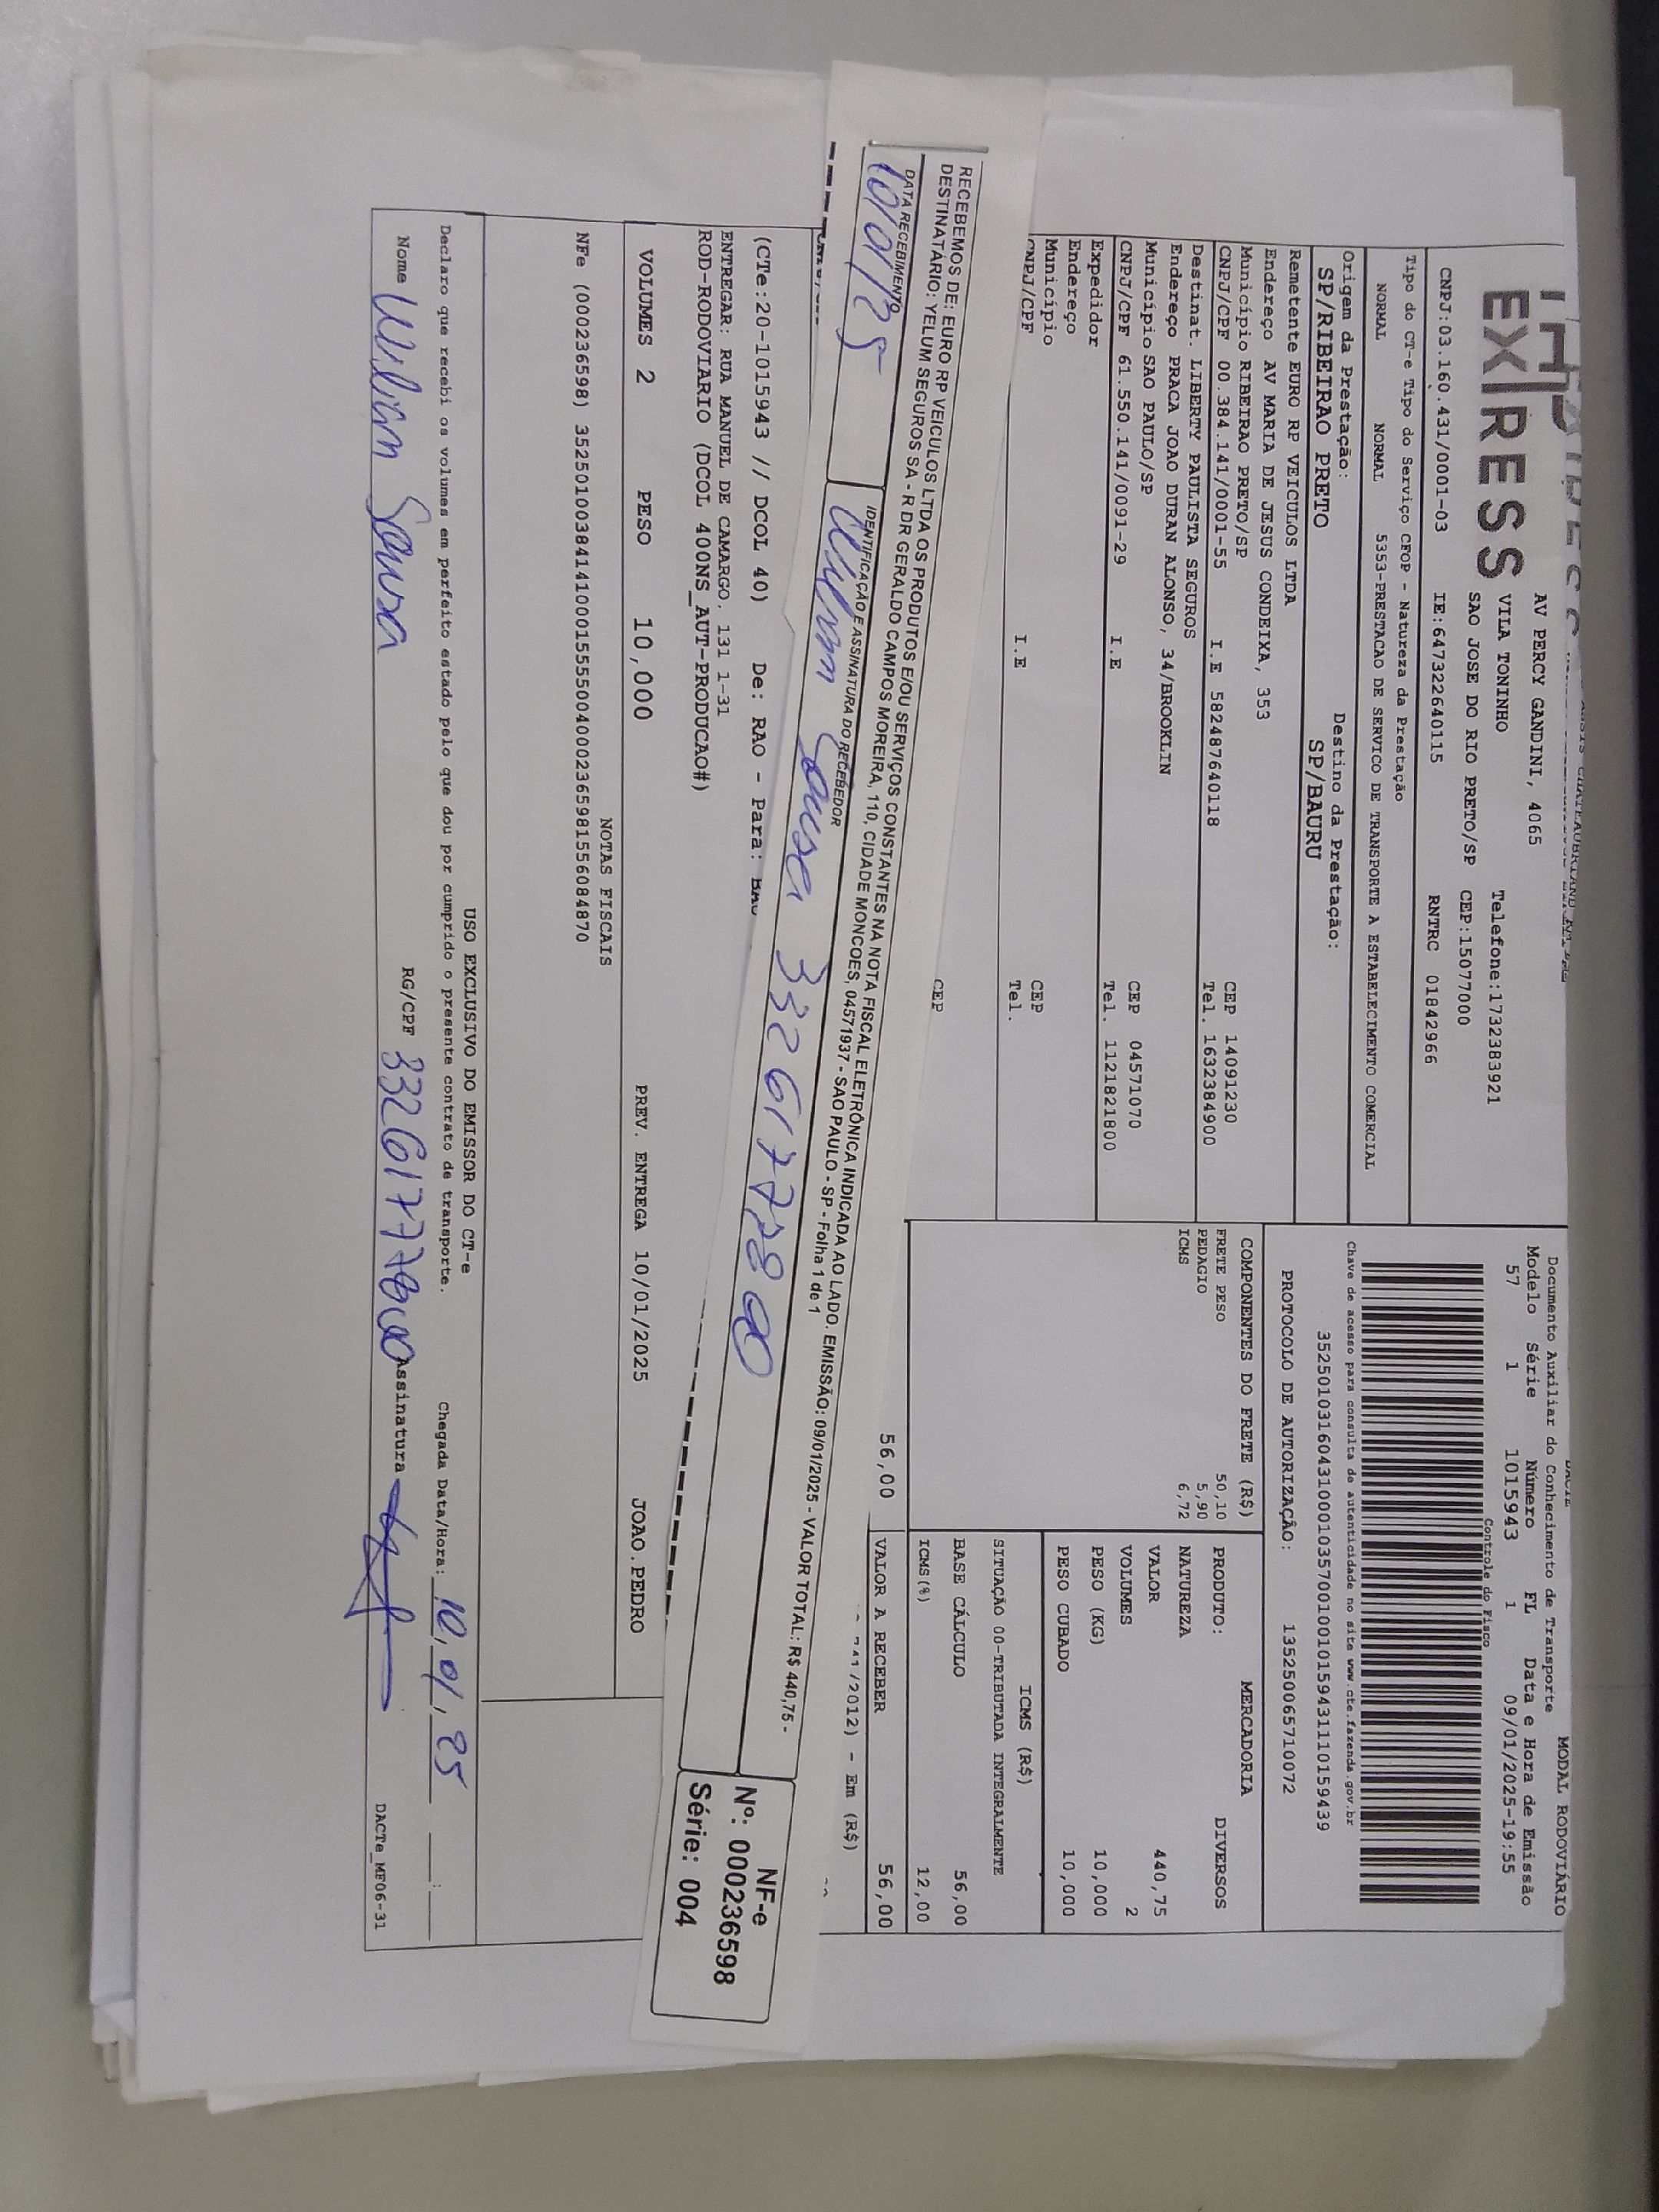 EXPRESS
AV PERCY GANDINI, 4065
VILA TONINHO Telefone:1732383921
SAO JOSE DO RIO PRETO/SP CEP:15077000
CNPJ:03.160.431/0001-03 IE:647322640115 RNTRC 01842966
Tipo do CT-e Tipo do Serviço CFOP - Natureza da Prestação
NORMAL NORMAL 5353-PRESTACAO DE SERVICO DE TRANSPORTE A ESTABELECIMENTO COMERCIAL
Origem da Prestação: Destino da Prestação:
SP/RIBEIRAO PRETO SP/BAURU
Remetente EURO RP VEICULOS LTDA
Endereço AV MARIA DE JESUS CONDEIXA, 353
Município RIBEIRAO PRETO/SP CEP 14091230
CNPJ/CPF 00.384.141/0001-55 I.E 582487640118 Tel. 1632384900
Destinat. LIBERTY PAULISTA SEGUROS
Endereço PRACA JOAO DURAN ALONSO, 34/BROOKLIN
Município SAO PAULO/SP CEP 04571070
CNPJ/CPF 61.550.141/0091-29 I.E Tel. 1121821800
Expedidor
Endereço
Município CEP
CNPJ/CPF I.E Tel.
CEP
MODAL RODOVIÁRIO
Documento Auxiliar do Conhecimento de Transporte
Modelo Série Número FL Data e Hora de Emissão
57 1 1015943 1 09/01/2025-19:55
Controle do Fisco
Chave de acesso para consulta de autenticidade no site www.cte.fazenda.gov.br
35250103160431000103570010010159431110159439
PROTOCOLO DE AUTORIZAÇÃO: 135250065710072
COMPONENTES DO FRETE (R$)
FRETE PESO 50,10
PEDAGIO 5,90
ICMS 6,72
56,00
MERCADORIA
PRODUTO: DIVERSOS
NATUREZA
VALOR 440,75
VOLUMES 2
PESO (KG) 10,000
PESO CUBADO 10,000
ICMS (R$)
SITUAÇÃO 00-TRIBUTADA INTEGRALMENTE
BASE CÁLCULO 56,00
ICMS(%) 12,00
VALOR A RECEBER 56,00
/2012) - Em (R$)
RECEBEMOS DE: EURO RP VEICULOS LTDA OS PRODUTOS E/OU SERVIÇOS CONSTANTES NA NOTA FISCAL ELETRÔNICA INDICADA AO LADO. EMISSÃO: 09/01/2025 - VALOR TOTAL: R$ 440,75 -
DESTINATÁRIO: YELUM SEGUROS SA - R DR GERALDO CAMPOS MOREIRA, 110, CIDADE MONCOES, 04571937 - SAO PAULO - SP - Folha 1 de 1
DATA RECEBIMENTO IDENTIFICAÇÃO E ASSINATURA DO RECEBEDOR
Wilian Sousa
NF-e
Nº: 000236598
Série: 004
(CTe:20-1015943 // DCOL 40) De: RAO - Para:
ENTREGAR: RUA MANUEL DE CAMARGO, 131 1-31
ROD-RODOVIARIO (DCOL 400NS_AUT-PRODUCAO#)
VOLUMES 2 PESO 10,000 PREV. ENTREGA 10/01/2025 JOAO.PEDRO
NOTAS FISCAIS
NFe (000236598) 35250100384141000155550040002365981556084870
USO EXCLUSIVO DO EMISSOR DO CT-e
Declaro que recebi os volumes em perfeito estado pelo que dou por cumprido o presente contrato de transporte. Chegada Data/Hora: 10,01,25
Nome Wilian Sousa RG/CPF Assinatura
DACTe_MF06-31